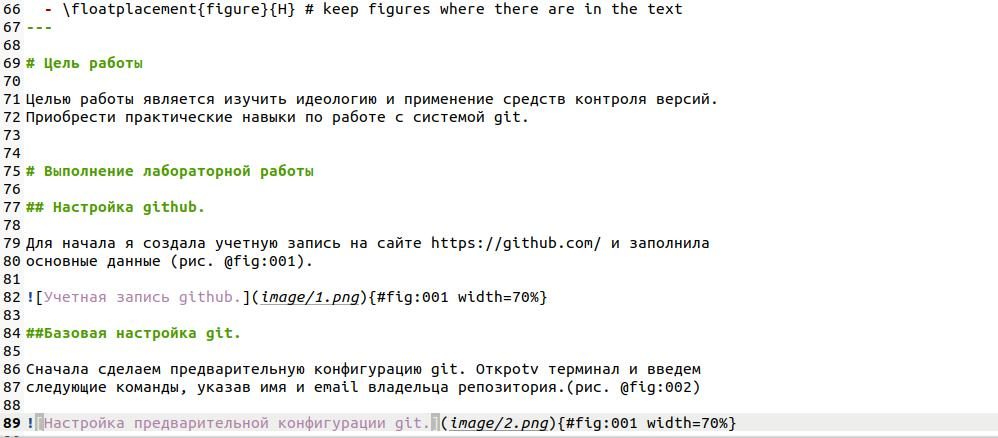 66   - \floatplacement{figure}{H} # keep figures where there are in the text
67 ---
68
69 # Цель работы
70
71 Целью работы является изучить идеологию и применение средств контроля версий.
72 Приобрести практические навыки по работе с системой git.
73
74
75 # Выполнение лабораторной работы
76
77 ## Настройка github.
78
79 Для начала я создала учетную запись на сайте https://github.com/ и заполнила
80 основные данные (рис. @fig:001).
81
82 ![Учетная запись github.](image/1.png){#fig:001 width=70%}
83
84 ##Базовая настройка git.
85
86 Сначала сделаем предварительную конфигурацию git. Откроtv терминал и введем
87 следующие команды, указав имя и email владельца репозитория.(рис. @fig:002)
88
89 ![Настройка предварительной конфигурации git.](image/2.png){#fig:001 width=70%}